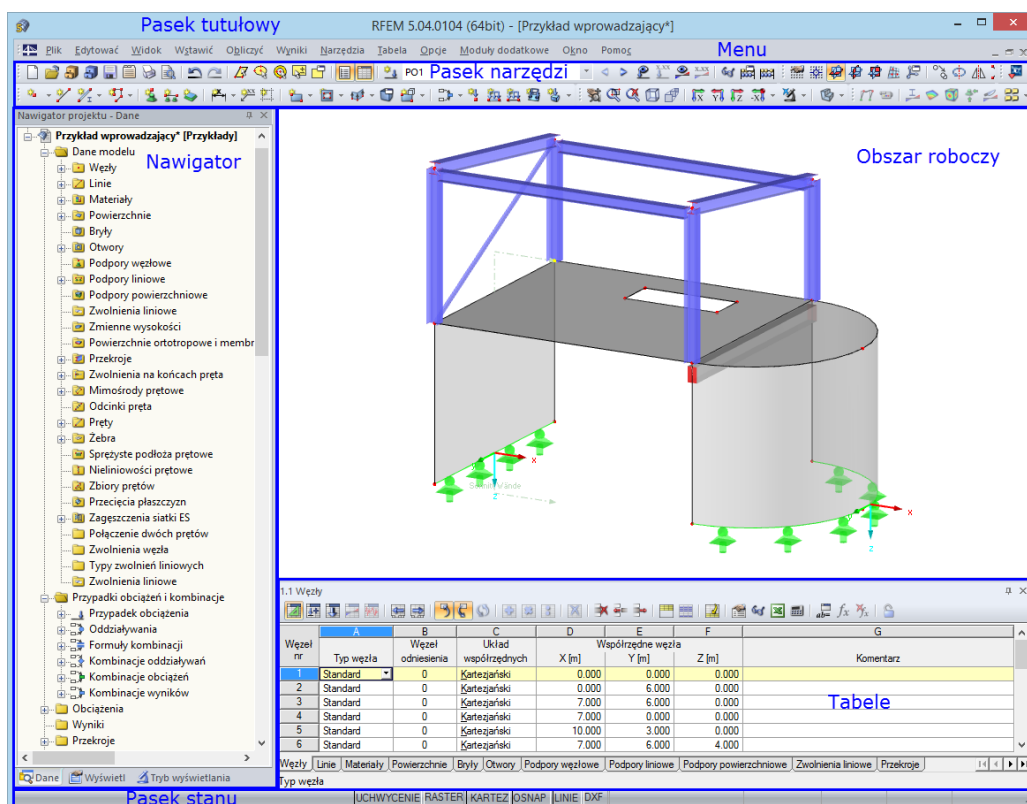 Pasek tutułowy
RFEM 5.04.0104 (64bit) - [Przykład wprowadzający*]
Plik Edytować Widok Wstawić Obliczyć Wyniki Narzędzia Tabela Opcje Moduły dodatkowe Okno Pomoc
Menu
PO1
Pasek narzędzi
Nawigator projektu - Dane
Przykład wprowadzający* [Przykłady]
Dane modelu
Nawigator
Węzły
Linie
Materiały
Powierzchnie
Bryły
Otwory
Podpory węzłowe
Podpory liniowe
Podpory powierzchniowe
Zwolnienia liniowe
Zmienne wysokości
Powierzchnie ortotropowe i membr
Przekroje
Zwolnienia na końcach pręta
Mimośrody prętowe
Odcinki pręta
Pręty
Żebra
Sprężyste podłoża prętowe
Nieliniowości prętowe
Zbiory prętów
Przecięcia płaszczyzn
Zagęszczenia siatki ES
Połączenie dwóch prętów
Zwolnienia węzła
Typy zwolnień liniowych
Zwolnienia liniowe
Przypadki obciążeń i kombinacje
Przypadek obciążenia
Oddziaływania
Formuły kombinacji
Kombinacje oddziaływań
Kombinacje obciążeń
Kombinacje wyników
Obciążenia
Wyniki
Przekroje
Dane Wyświetl Tryb wyświetlania
Obszar roboczy
x
z
x
z
1.1 Węzły
A B C D E F G
Węzeł Węzeł Układ Współrzędne węzła
nr Typ węzła odniesienia współrzędnych X [m] Y [m] Z [m] Komentarz
1 Standard 0 Kartezjański 0.000 0.000 0.000
2 Standard 0 Kartezjański 0.000 6.000 0.000
3 Standard 0 Kartezjański 7.000 6.000 0.000
4 Standard 0 Kartezjański 7.000 0.000 0.000
5 Standard 0 Kartezjański 10.000 3.000 0.000
6 Standard 0 Kartezjański 7.000 6.000 4.000
Tabele
Węzły Linie Materiały Powierzchnie Bryły Otwory Podpory węzłowe Podpory liniowe Podpory powierzchniowe Zwolnienia liniowe Przekroje
Typ węzła
Pasek stanu
UCHWYCENIE RASTER KARTEZ OSNAP LINIE DXF